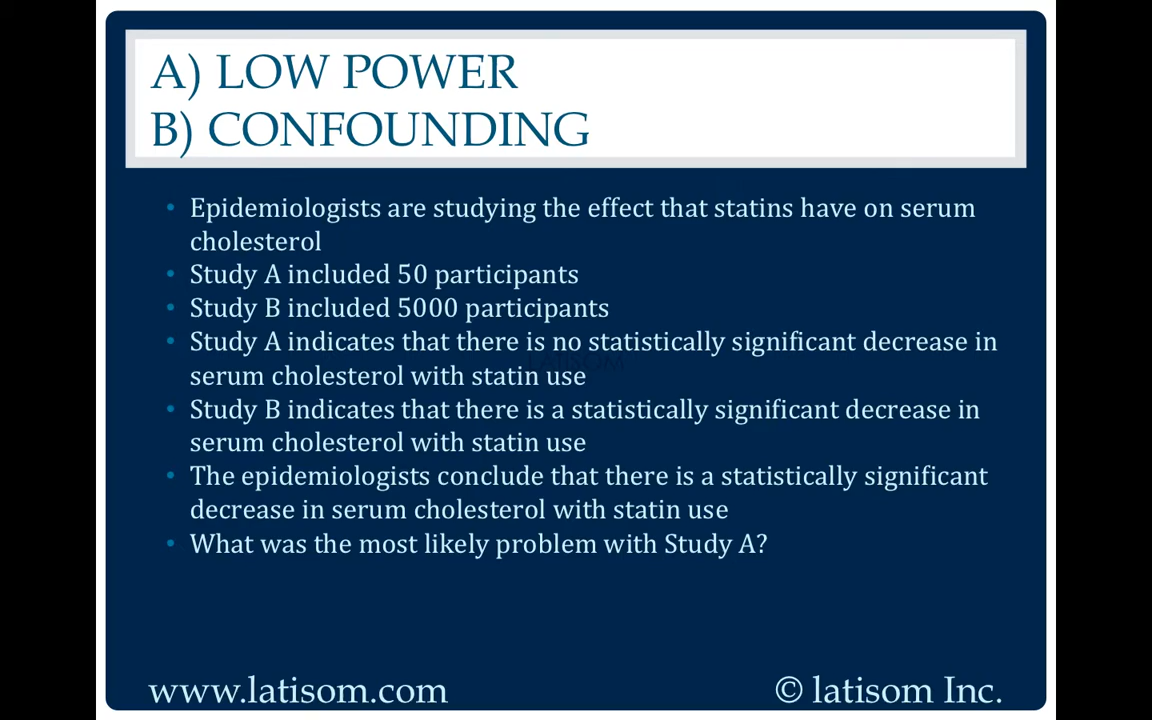 A) LOW POWER
B) CONFOUNDING
• Epidemiologists are studying the effect that statins have on serum
cholesterol
• Study A included 50 participants
• Study B included 5000 participants
• Study A indicates that there is no statistically significant decrease in
serum cholesterol with statin use
LATISOM
• Study B indicates that there is a statistically significant decrease in
serum cholesterol with statin use
• The epidemiologists conclude that there is a statistically significant
decrease in serum cholesterol with statin use
• What was the most likely problem with Study A?
www.latisom.com
© latisom Inc.